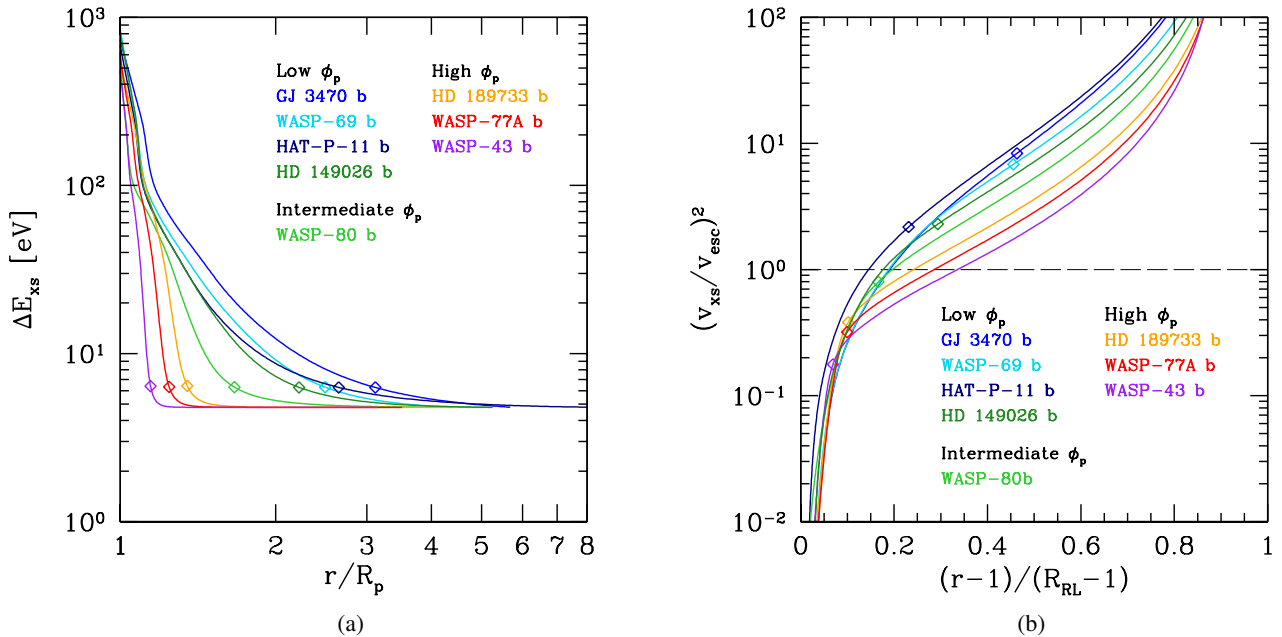 10³
10²
10¹
10⁰
ΔE_xs [eV]
Low ϕ_p
GJ 3470 b
WASP-69 b
HAT-P-11 b
HD 149026 b
High ϕ_p
HD 189733 b
WASP-77A b
WASP-43 b
Intermediate ϕ_p
WASP-80 b
1 2 3 4 5 6 7 8
r/R_p
(a)
10²
10¹
10⁰
10⁻¹
10⁻²
(v_xs/v_esc)²
Low ϕ_p
GJ 3470 b
WASP-69 b
HAT-P-11 b
HD 149026 b
High ϕ_p
HD 189733 b
WASP-77A b
WASP-43 b
Intermediate ϕ_p
WASP-80b
0 0.2 0.4 0.6 0.8 1
(r-1)/(R_RL-1)
(b)